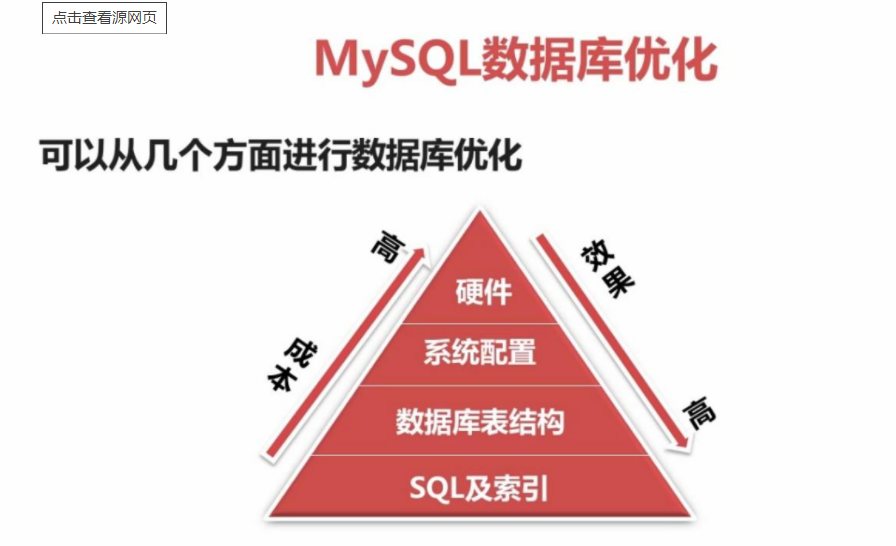 点击查看源网页
MySQL数据库优化
可以从几个方面进行数据库优化
高
成本
效果
高
硬件
系统配置
数据库表结构
SQL及索引